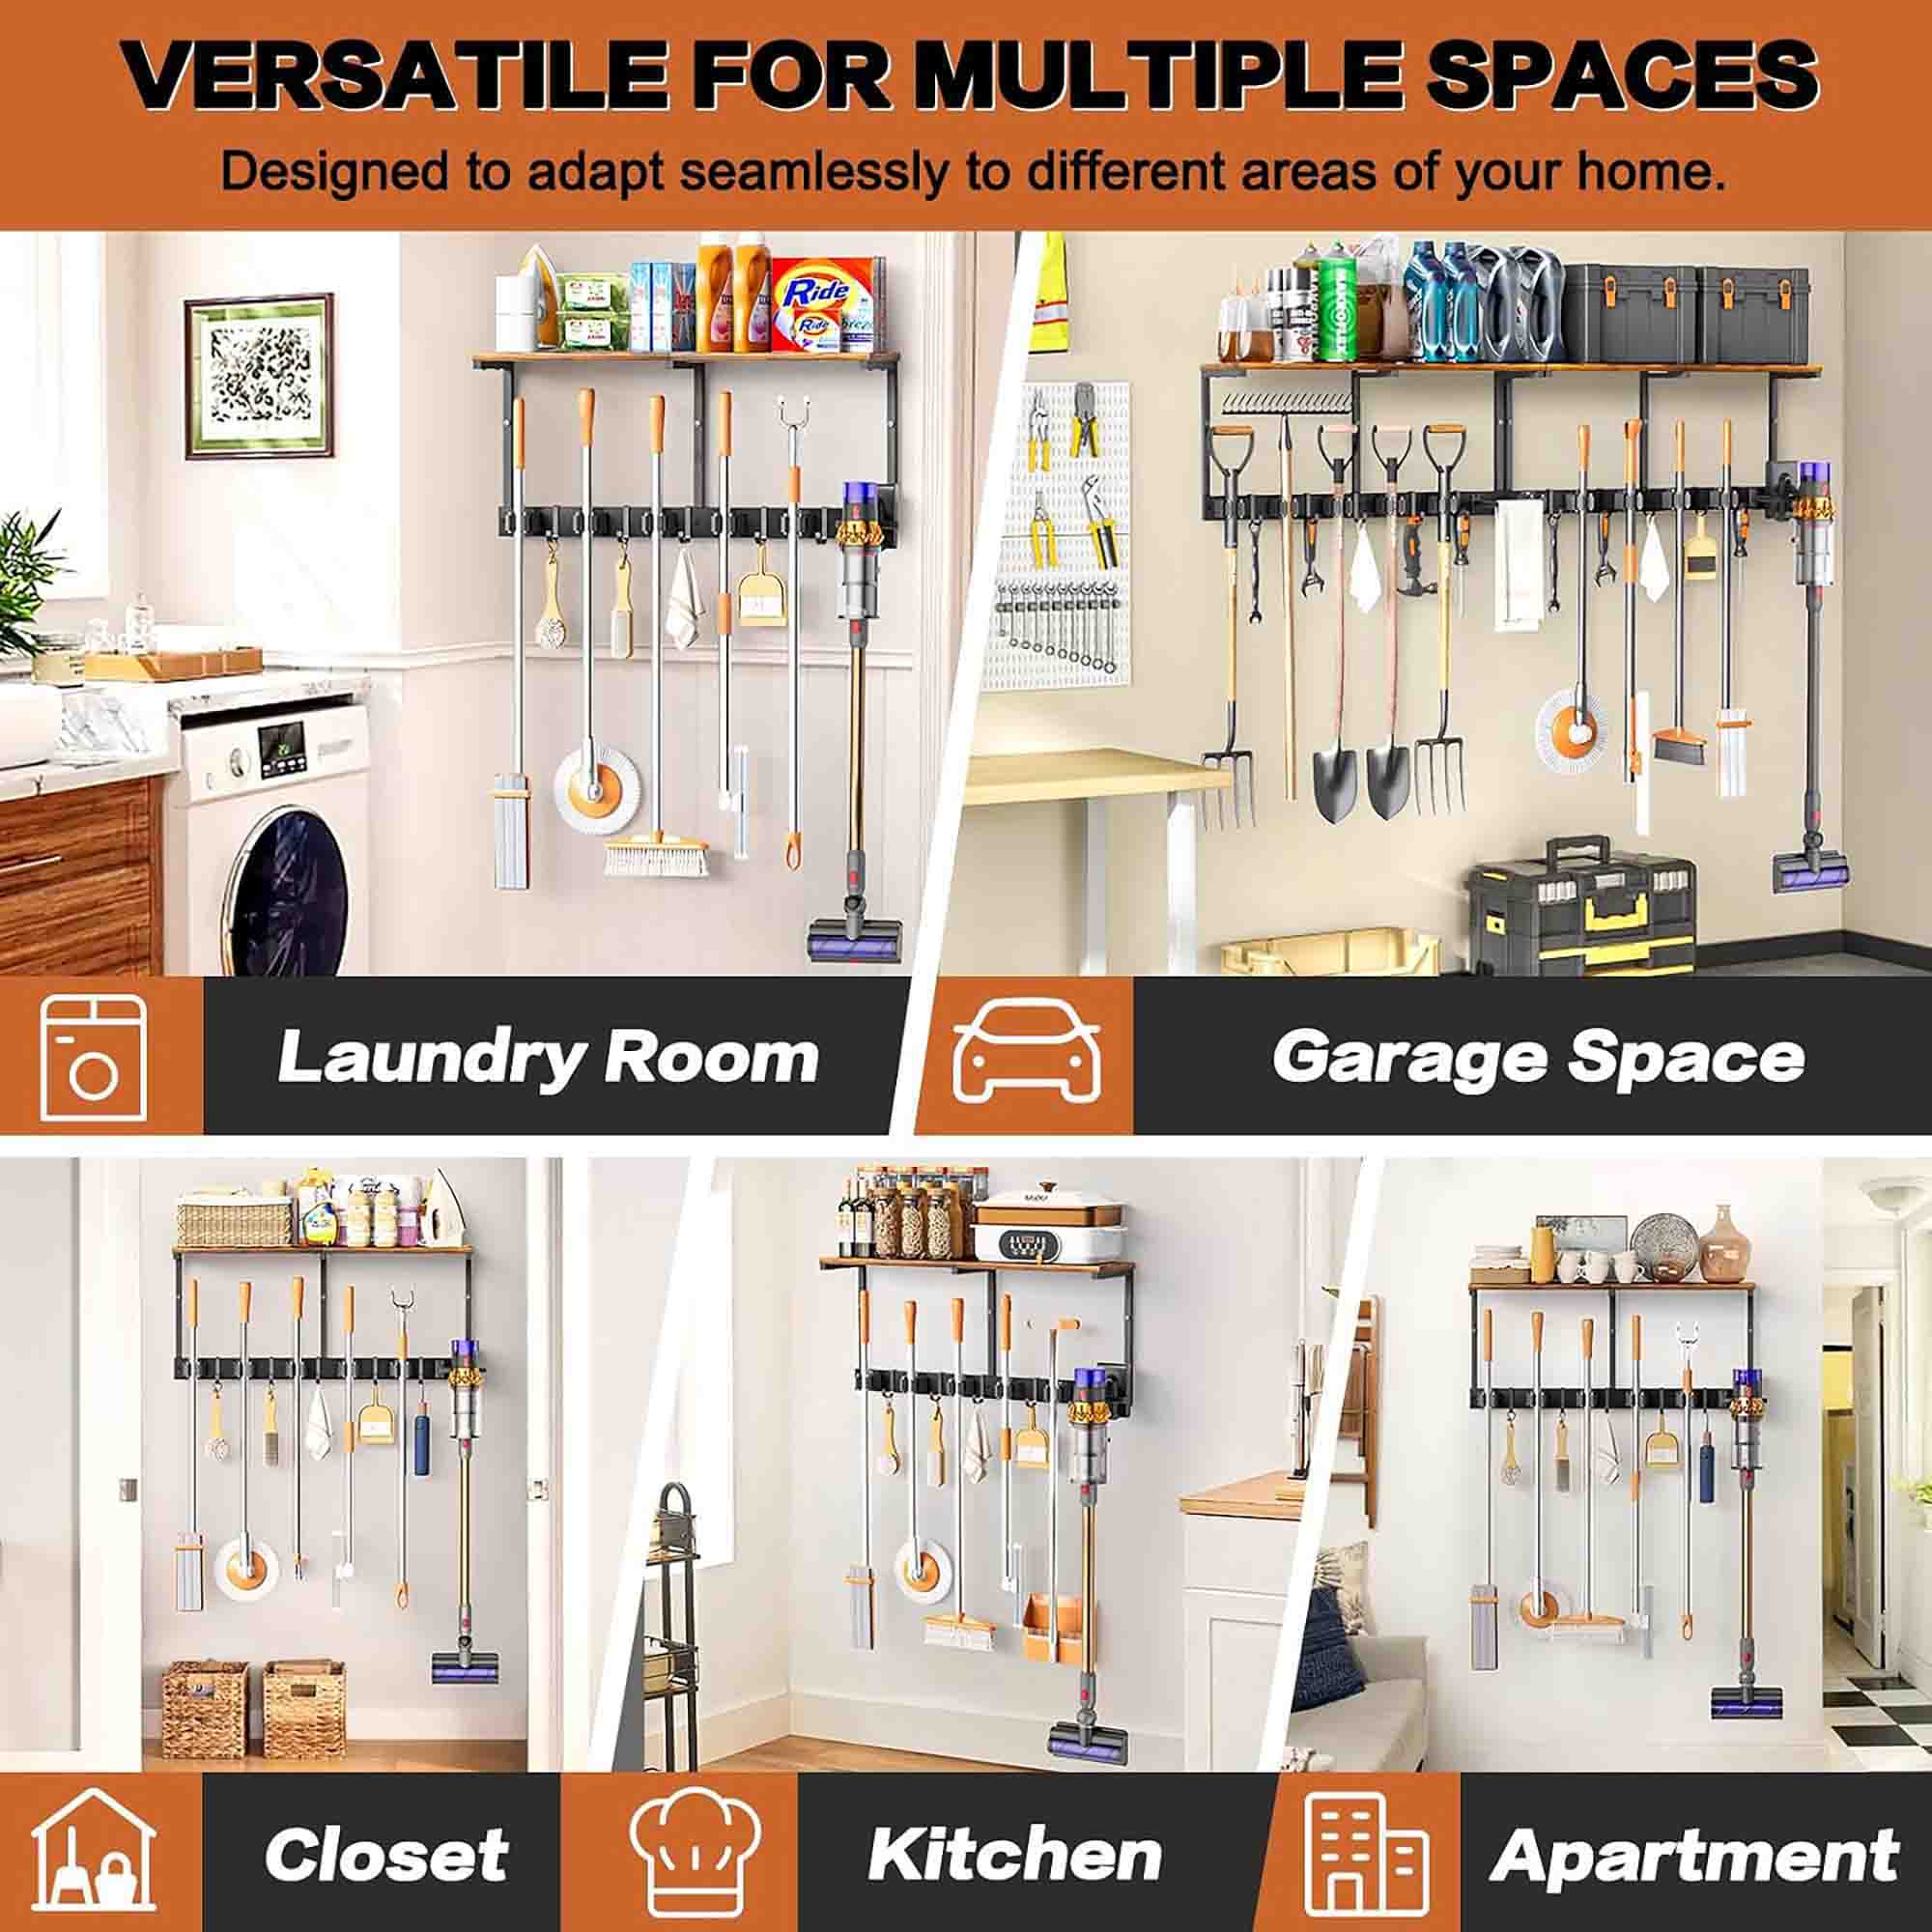 VERSATILE FOR MULTIPLE SPACES
Designed to adapt seamlessly to different areas of your home.
Ride
Ride
Laundry Room
Garage Space
Closet
Kitchen
Apartment